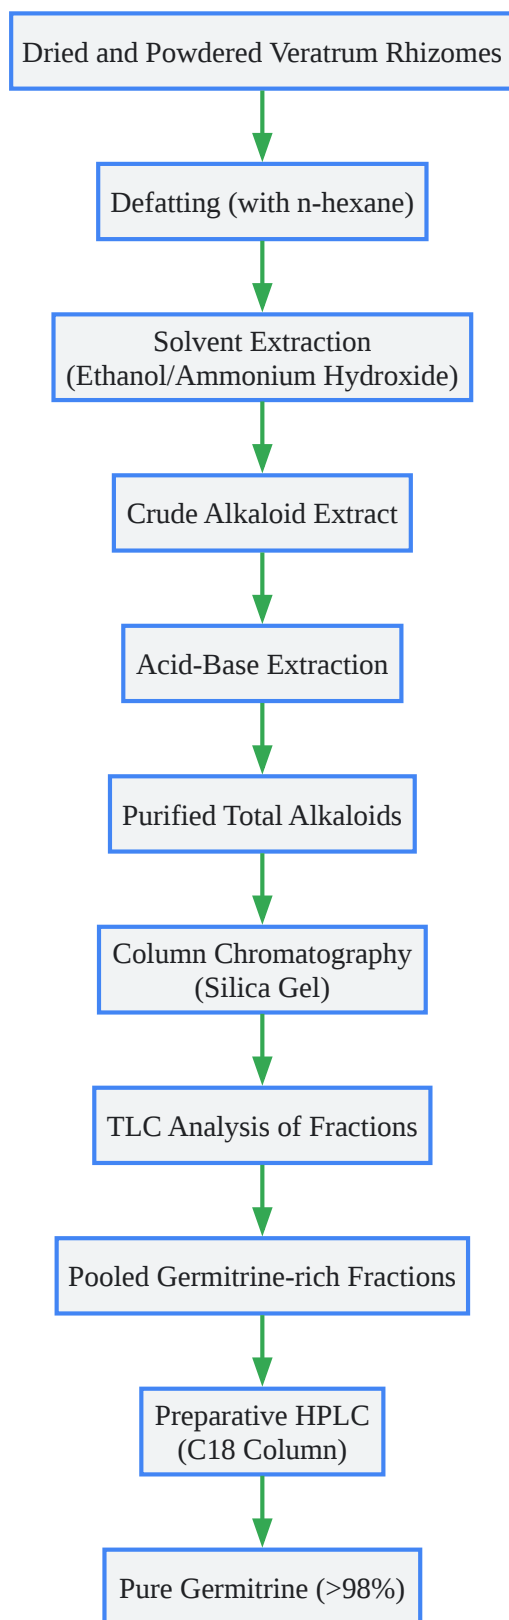 Dried and Powdered Veratrum Rhizomes
Defatting (with n-hexane)
Solvent Extraction
(Ethanol/Ammonium Hydroxide)
Crude Alkaloid Extract
Acid-Base Extraction
Purified Total Alkaloids
Column Chromatography
(Silica Gel)
TLC Analysis of Fractions
Pooled Germitrine-rich Fractions
Preparative HPLC
(C18 Column)
Pure Germitrine (>98%)